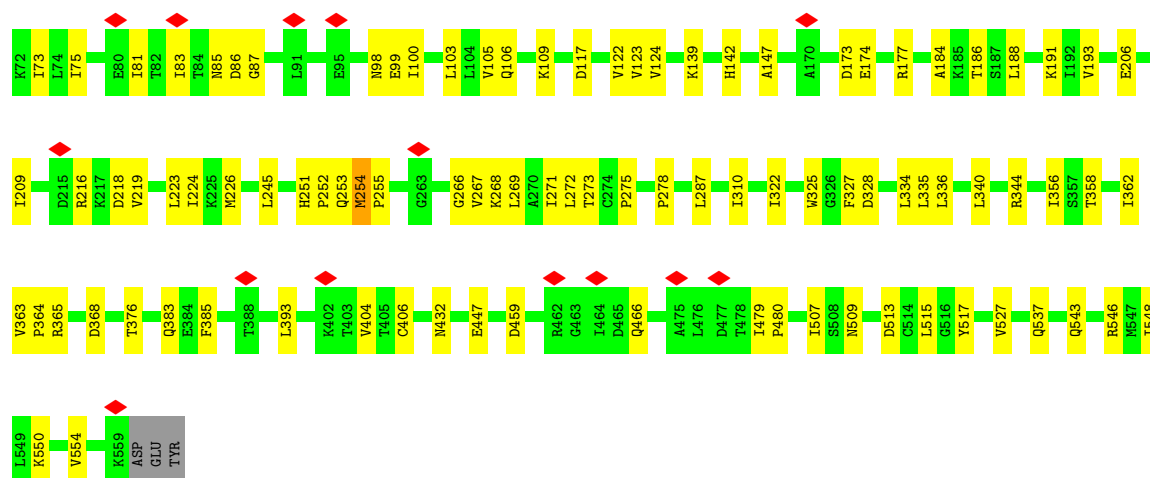 K72 I73 L74 I75 E80 I81 T82 I83 T84 N85 D86 G87 L91 E95 N98 E99 I100 L103 L104 V105 Q106 K109 D117 V122 V123 V124 K139 H142 A147 A170 D173 E174 R177 A184 K185 T186 S187 L188 K191 I192 V193 E206
I209 D215 R216 K217 D218 V219 L223 I224 K225 M226 L245 H251 P252 Q253 M254 P255 G263 G266 V267 K268 L269 A270 I271 L272 T273 C274 P275 P278 L287 I310 I322 W325 G326 F327 D328 L334 L335 L336 L340 R344 I356 S357 T358 I362
V363 P364 R365 D368 T376 Q383 E384 F385 T388 L393 K402 T403 V404 T405 C406 N432 E447 D459 R462 G463 I464 D465 Q466 A475 L476 D477 T478 I479 P480 I507 S508 N509 D513 C514 L515 G516 Y517 V527 Q537 Q543 R546 M547 I548
L549 K550 V554 K559 ASP GLU TYR